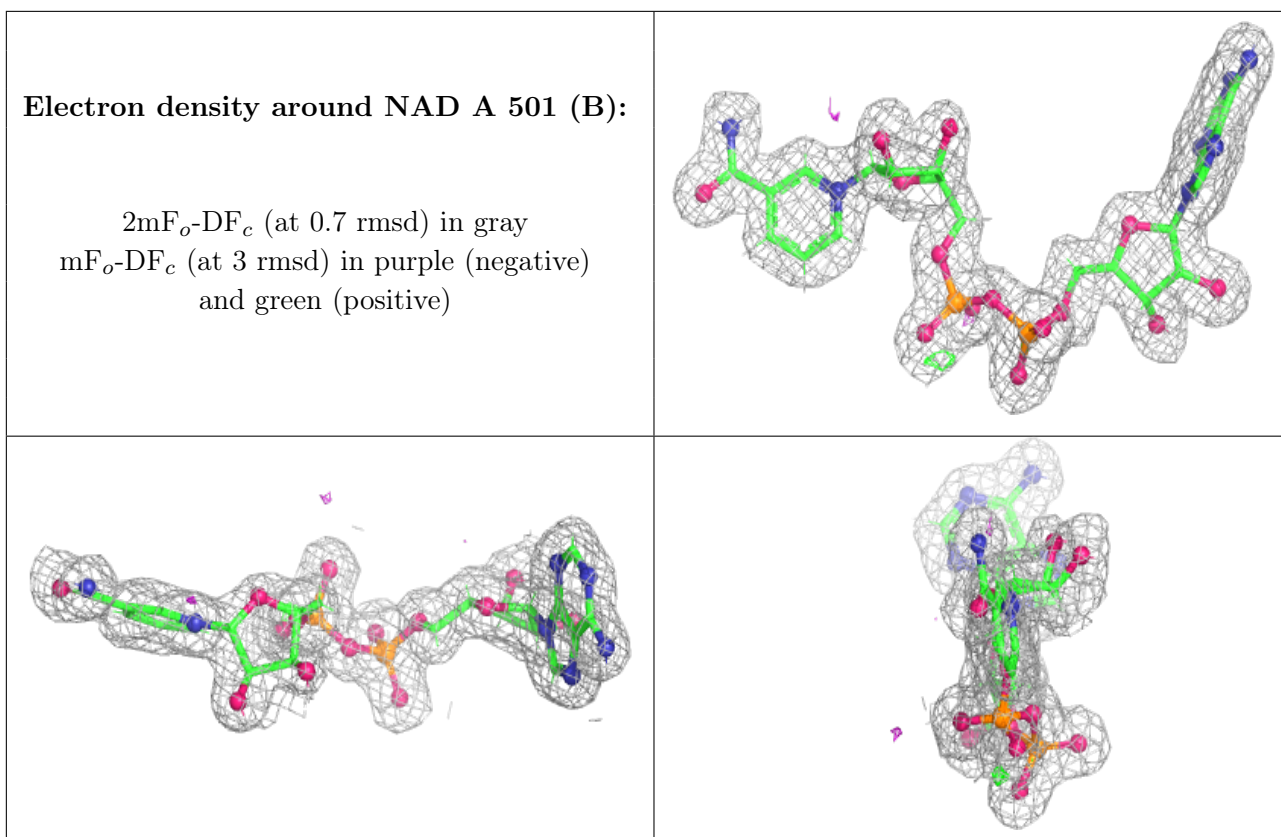 Electron density around NAD A 501 (B):
2mFₒ-DF𝒸 (at 0.7 rmsd) in gray
mFₒ-DF𝒸 (at 3 rmsd) in purple (negative)
and green (positive)